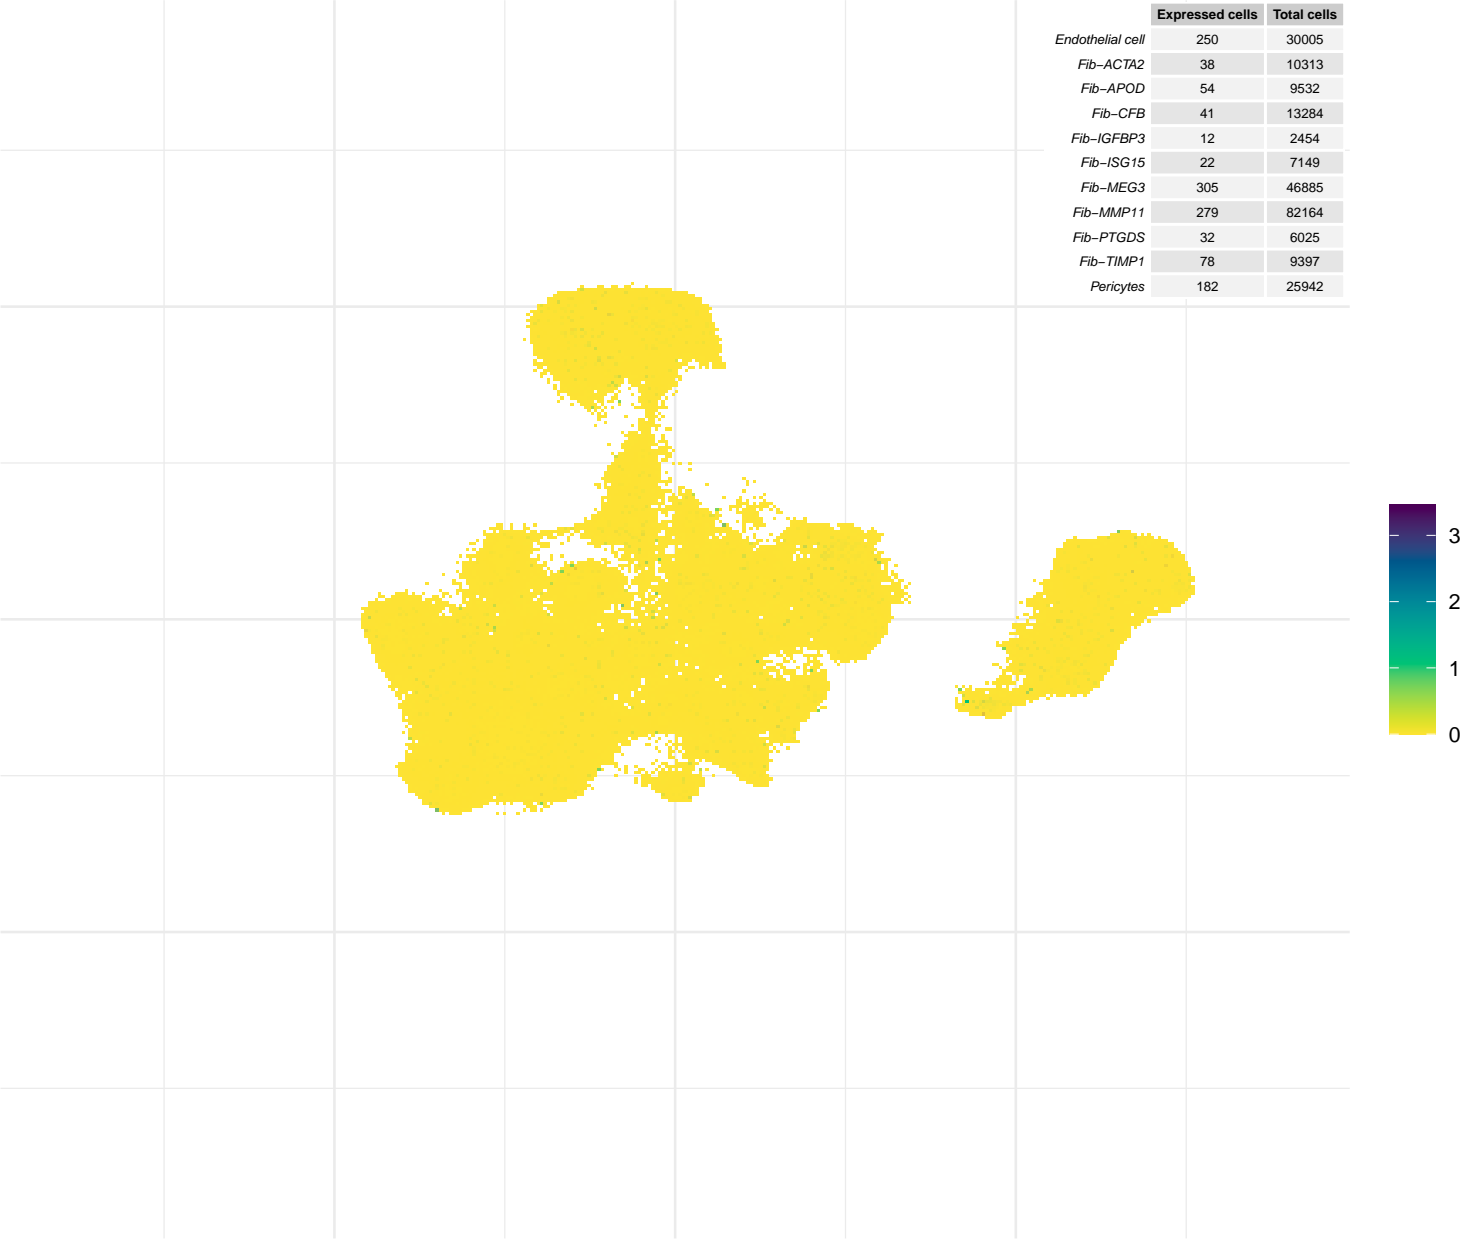 Expressed cells Total cells
Endothelial cell 250 30005
Fib−ACTA2 38 10313
Fib−APOD 54 9532
Fib−CFB 41 13284
Fib−IGFBP3 12 2454
Fib−ISG15 22 7149
Fib−MEG3 305 46885
Fib−MMP11 279 82164
Fib−PTGDS 32 6025
Fib−TIMP1 78 9397
Pericytes 182 25942
3
2
1
0